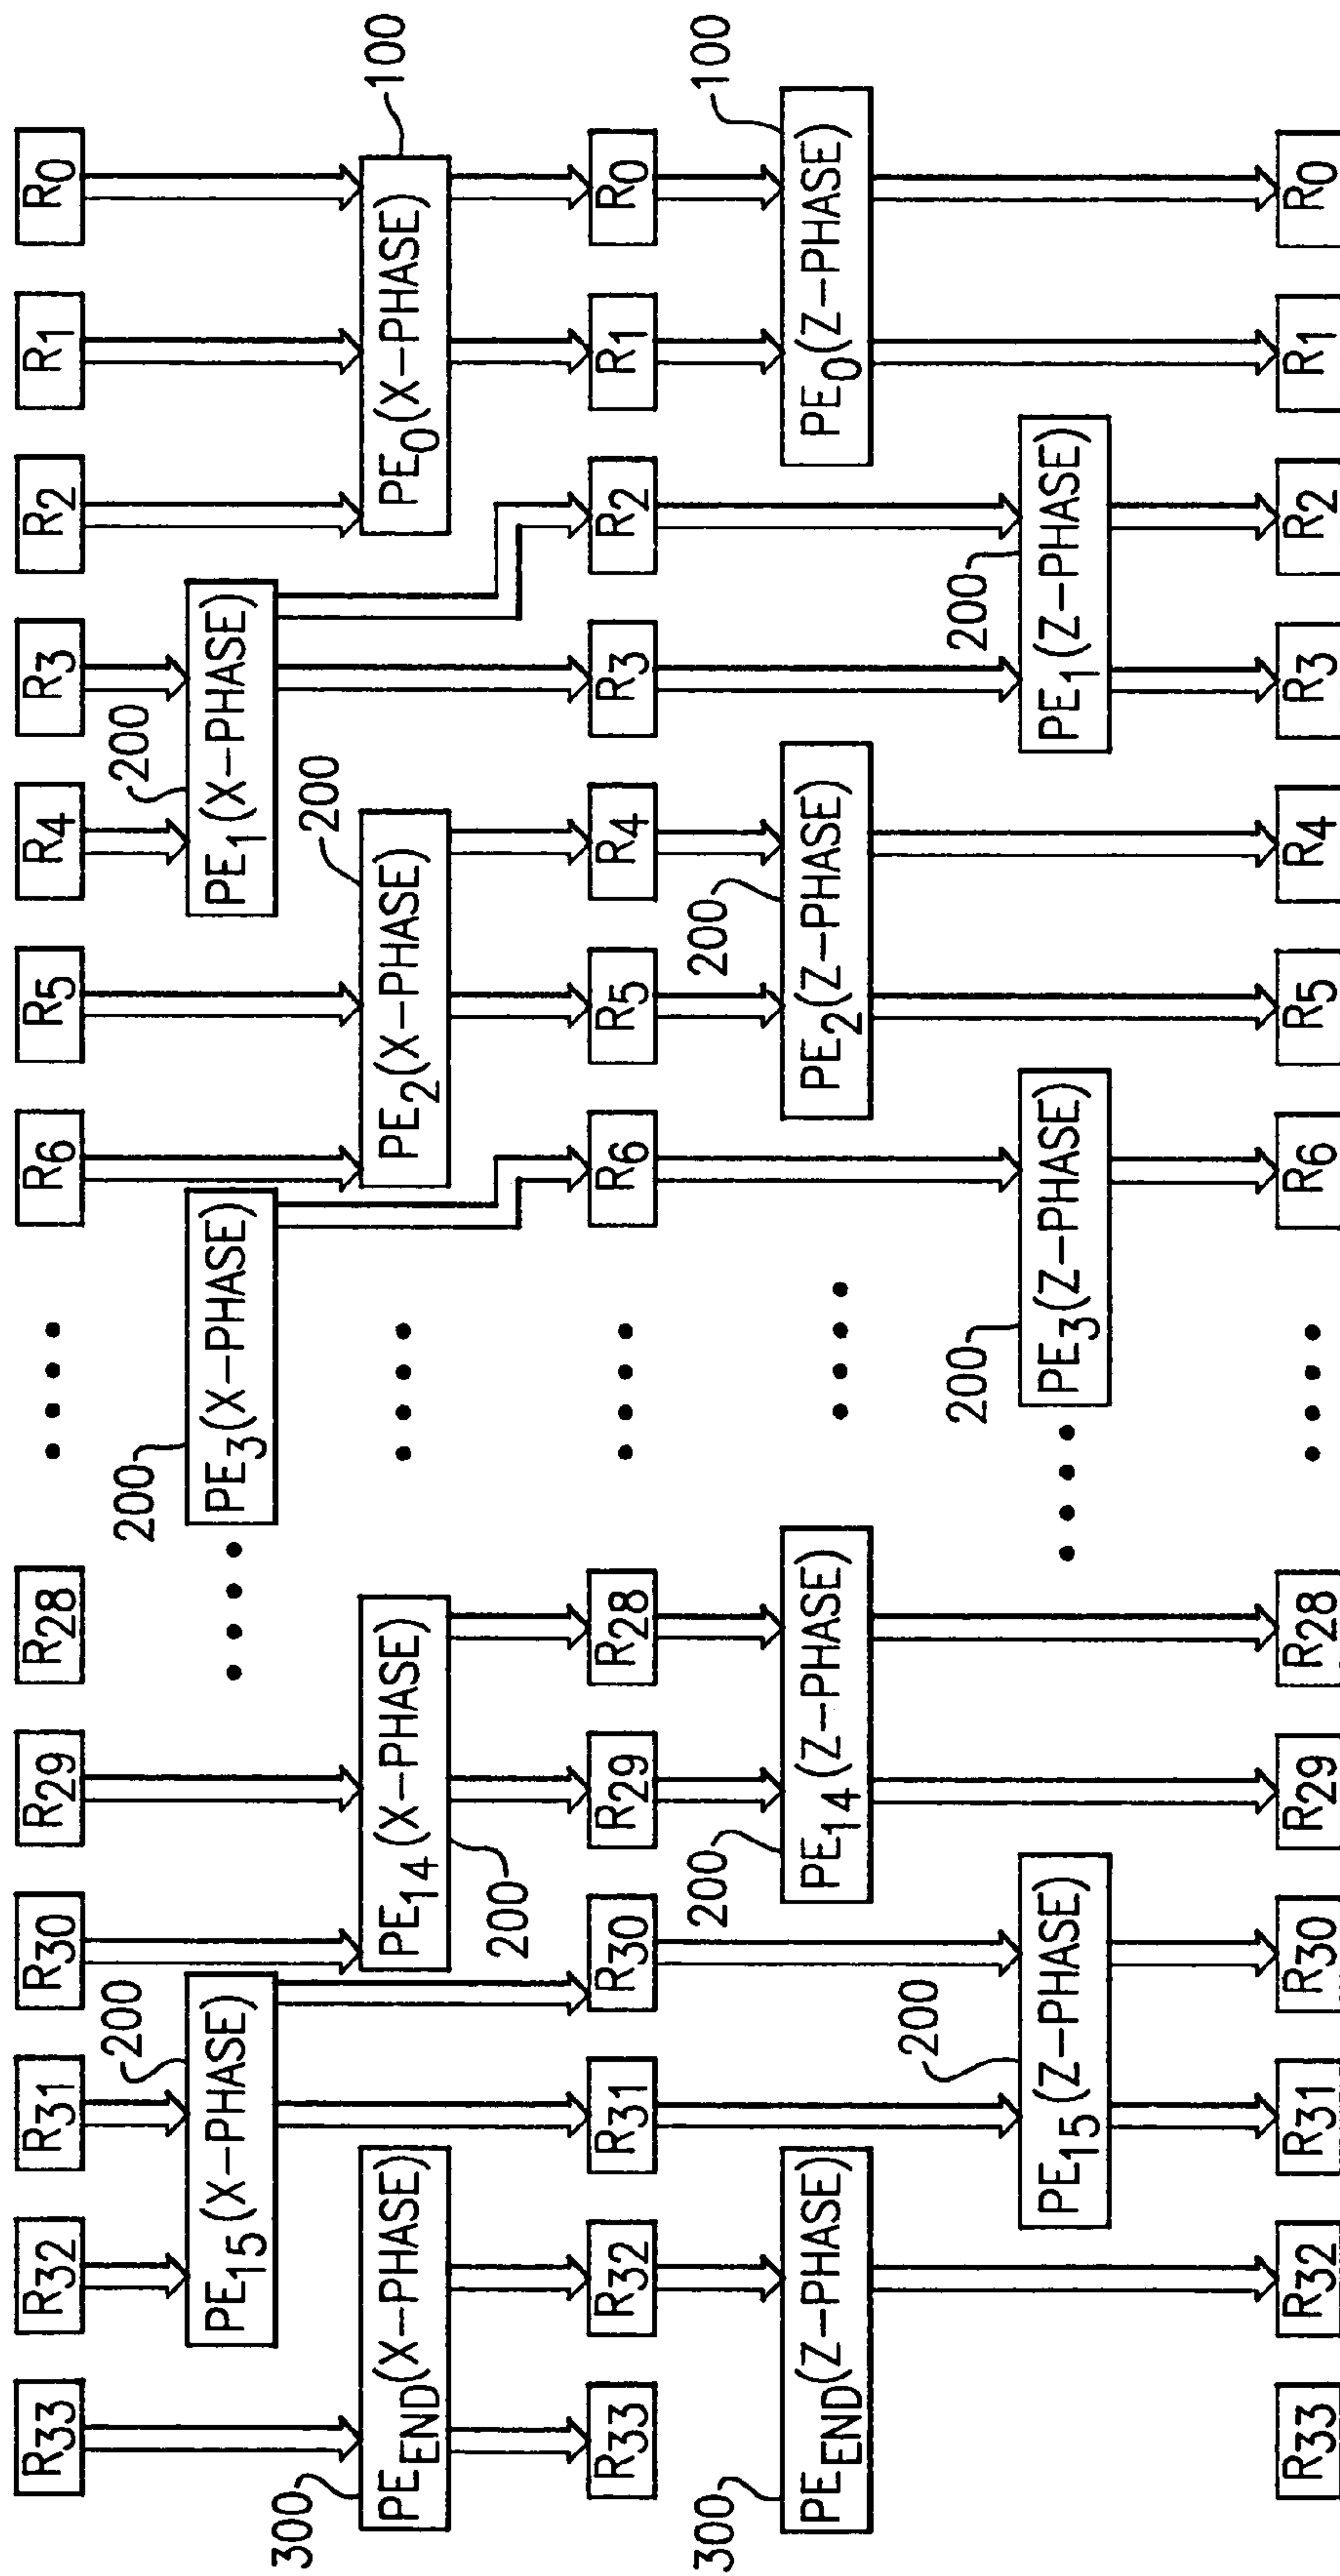 R33 R32 R31 R30 R29 R28 R6 R5 R4 R3 R2 R1 R0
200 200 200
PE15(X-PHASE) PE3(X-PHASE) PE1(X-PHASE)
300 200 100
PEEND(X-PHASE) PE14(X-PHASE) PE2(X-PHASE) PE0(X-PHASE)
200
R33 R32 R31 R30 R29 R28 R6 R5 R4 R3 R2 R1 R0
300 200 200 100
PEEND(Z-PHASE) PE14(Z-PHASE) PE2(Z-PHASE) PE0(Z-PHASE)
200 200 200
PE15(Z-PHASE) PE3(Z-PHASE) PE1(Z-PHASE)
R33 R32 R31 R30 R29 R28 R6 R5 R4 R3 R2 R1 R0